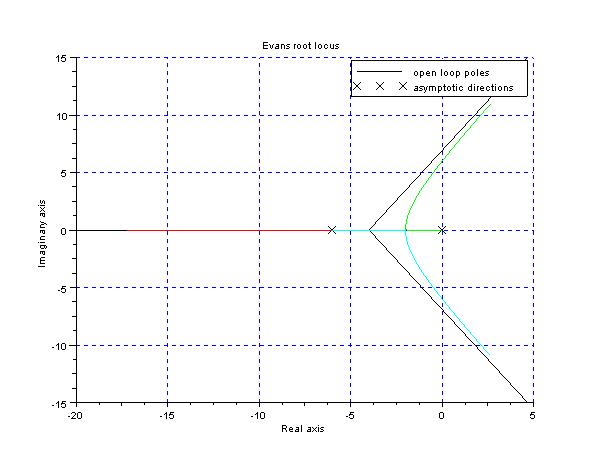 Evans root locus
15
open loop poles
asymptotic directions
10
5
0
-5
-10
-15
Imaginary axis
-20
-15
-10
-5
0
5
Real axis